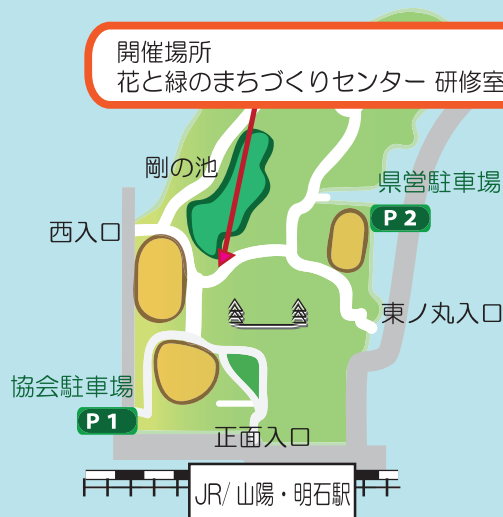 開催場所
花と緑のまちづくりセンター 研修室
剛の池
県営駐車場
P2
西入口
東ノ丸入口
協会駐車場
P1
正面入口
JR/山陽・明石駅